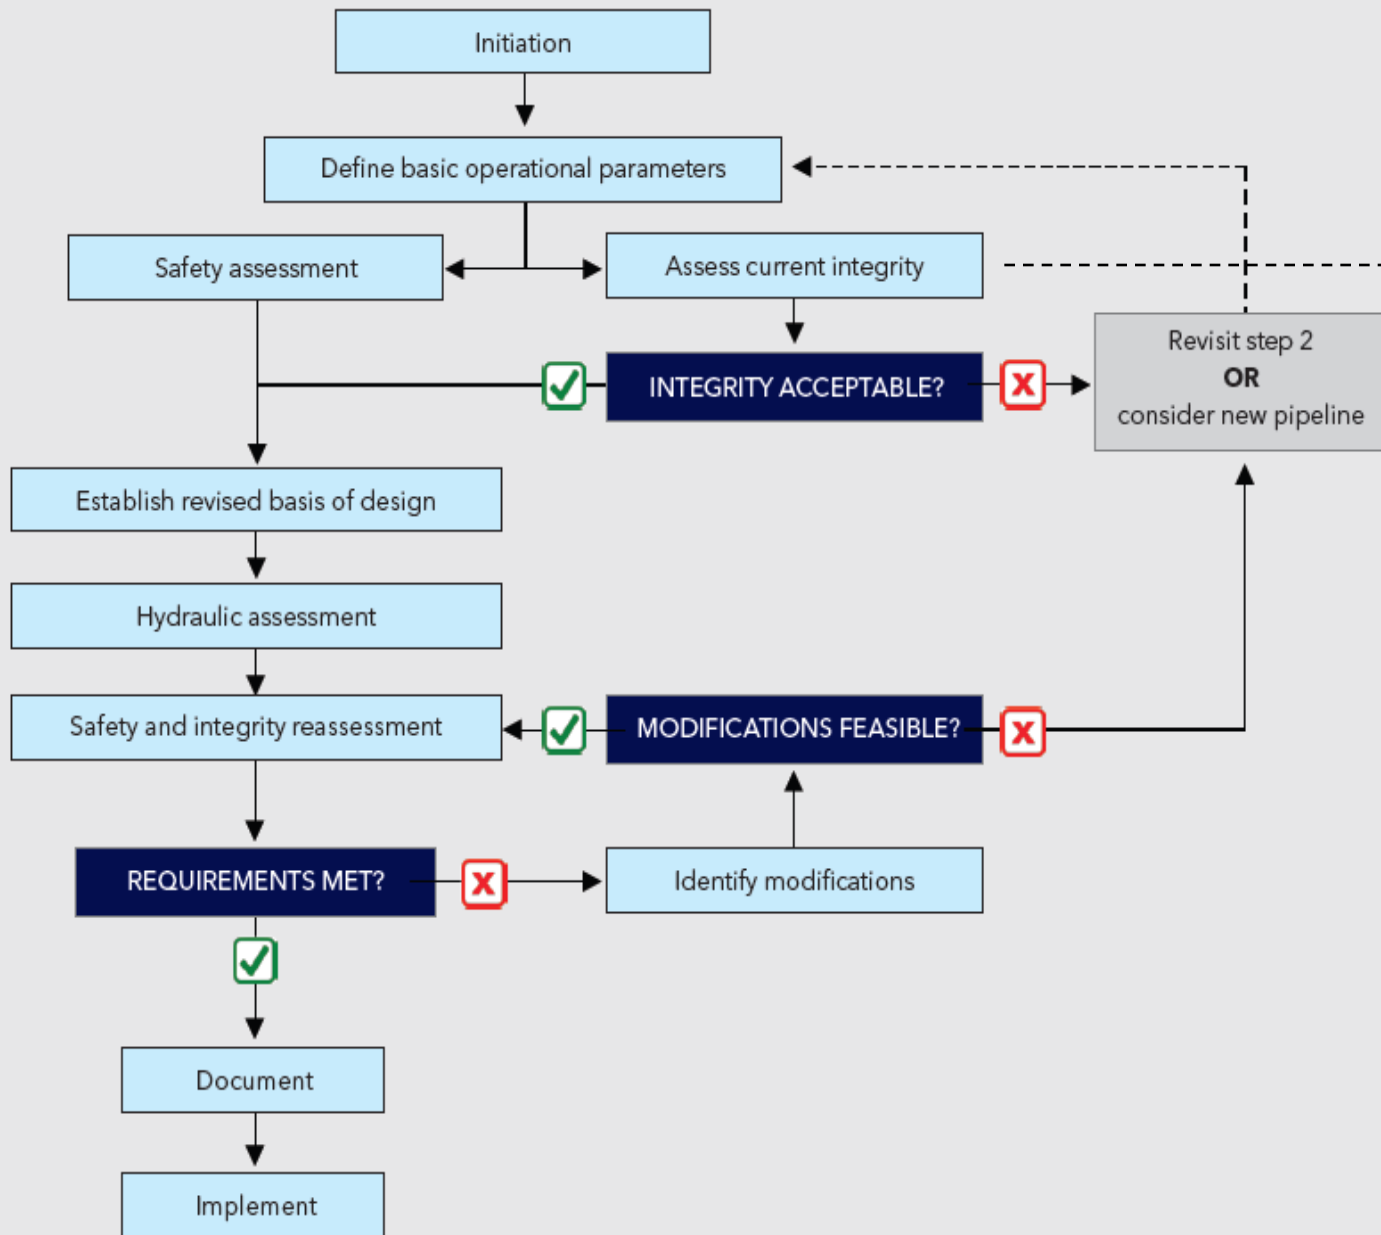 Initiation
Define basic operational parameters
Safety assessment
Assess current integrity
INTEGRITY ACCEPTABLE?
X
Revisit step 2
OR
consider new pipeline
Establish revised basis of design
Hydraulic assessment
Safety and integrity reassessment
MODIFICATIONS FEASIBLE?
X
REQUIREMENTS MET?
X
Identify modifications
Document
Implement